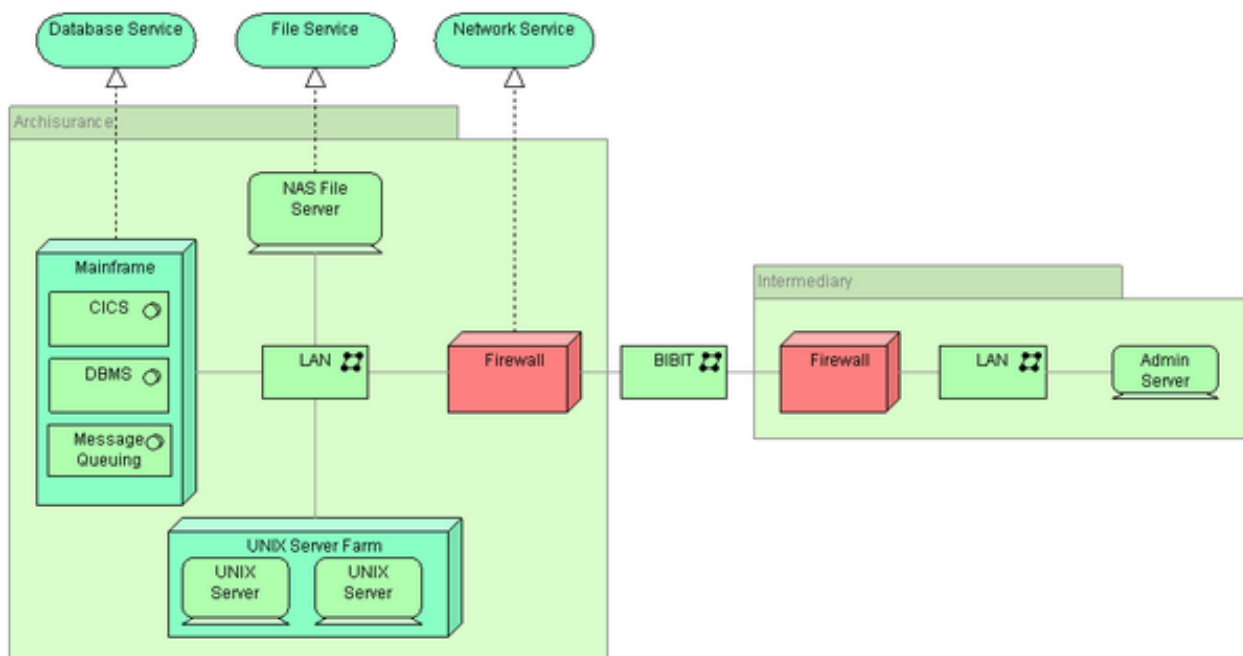 Database Service
File Service
Network Service
Archisurance
NAS File
Server
Mainframe
CICS
DBMS
Message
Queuing
LAN
Firewall
BIBIT
Intermediary
Firewall
LAN
Admin
Server
UNIX Server Farm
UNIX
Server
UNIX
Server